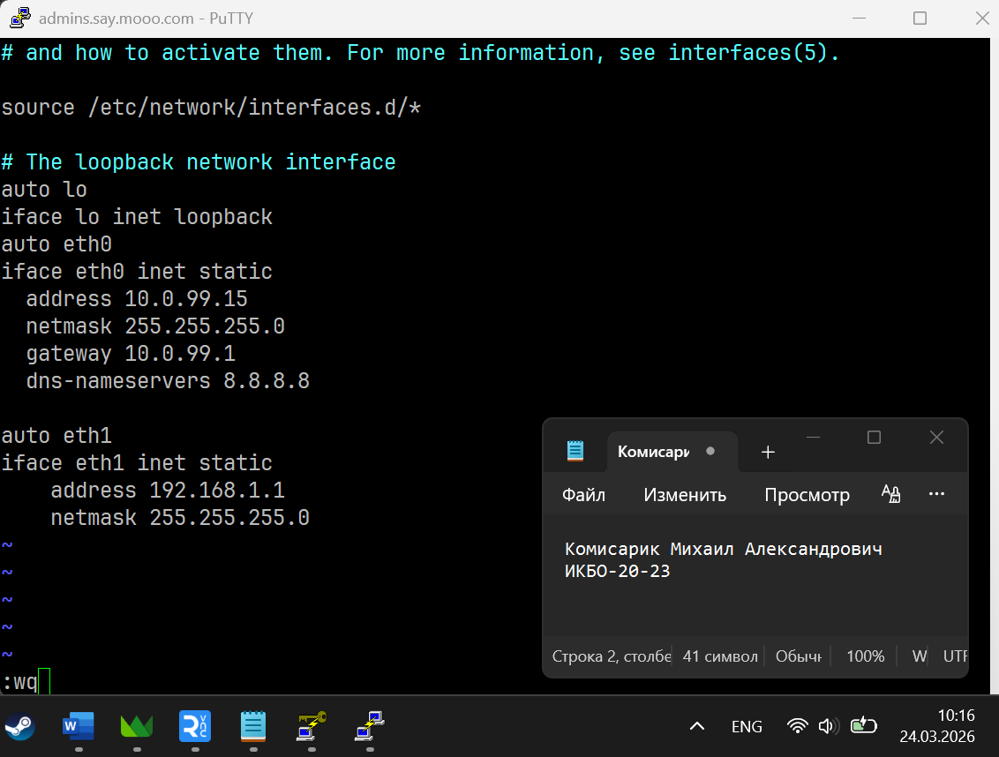 admins.say.mooo.com - PuTTY
# and how to activate them. For more information, see interfaces(5).
source /etc/network/interfaces.d/*
# The loopback network interface
auto lo
iface lo inet loopback
auto eth0
iface eth0 inet static
address 10.0.99.15
netmask 255.255.255.0
gateway 10.0.99.1
dns-nameservers 8.8.8.8
auto eth1
iface eth1 inet static
address 192.168.1.1
netmask 255.255.255.0
~
~
~
~
~
:wq
Комисари
Файл Изменить Просмотр
Комисарик Михаил Александрович
ИКБО-20-23
Строка 2, столбе 41 символ Обычн 100% W UTF
W RV VNC ENG 10:16
24.03.2026